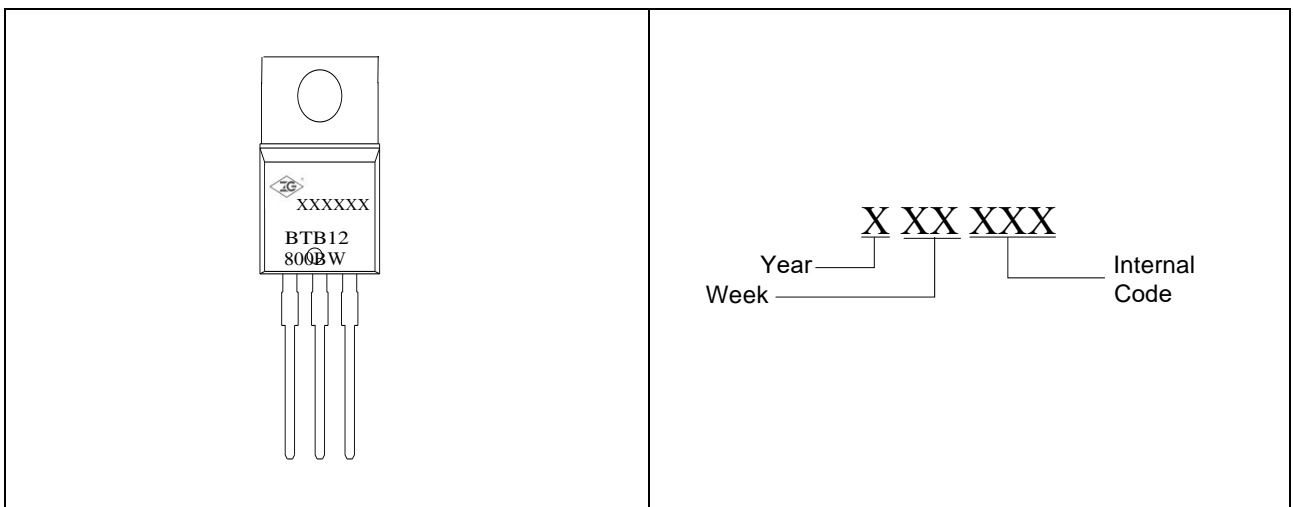 XXXXXX
BTB12
800BW
X XX XXX
Year
Week
Internal
Code